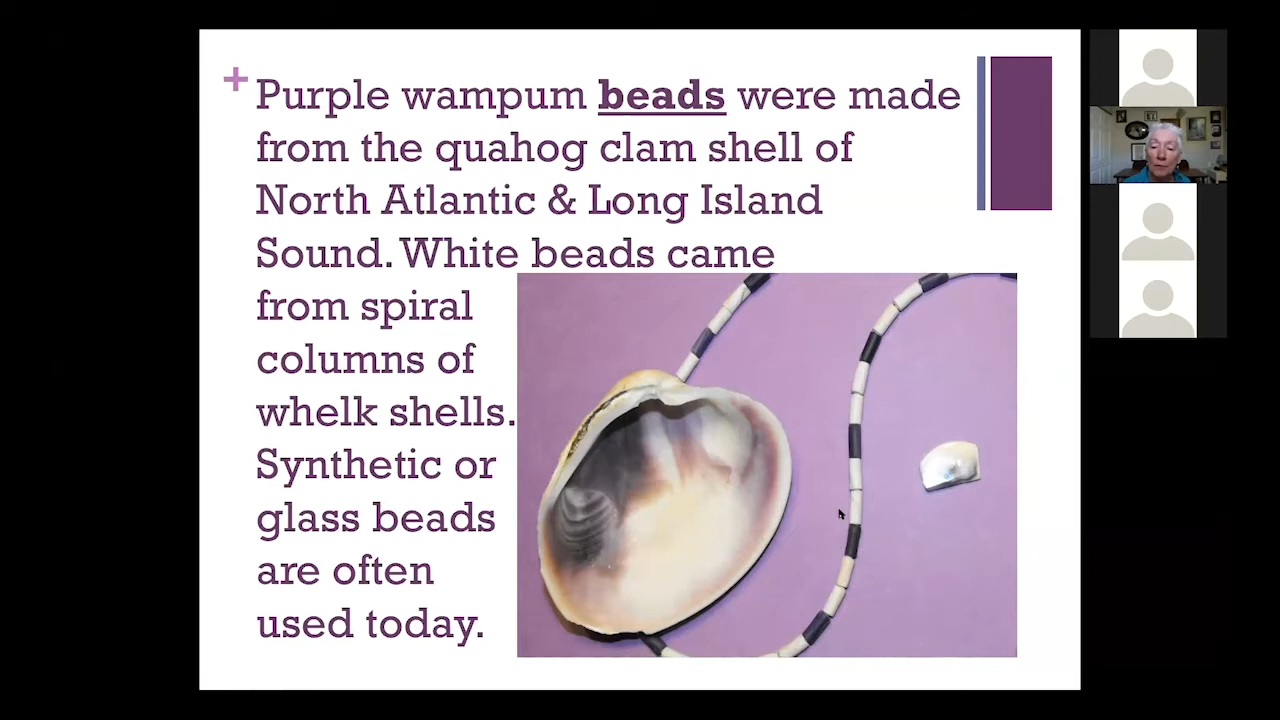 +
Purple wampum beads were made
from the quahog clam shell of
North Atlantic & Long Island
Sound. White beads came
from spiral
columns of
whelk shells.
Synthetic or
glass beads
are often
used today.